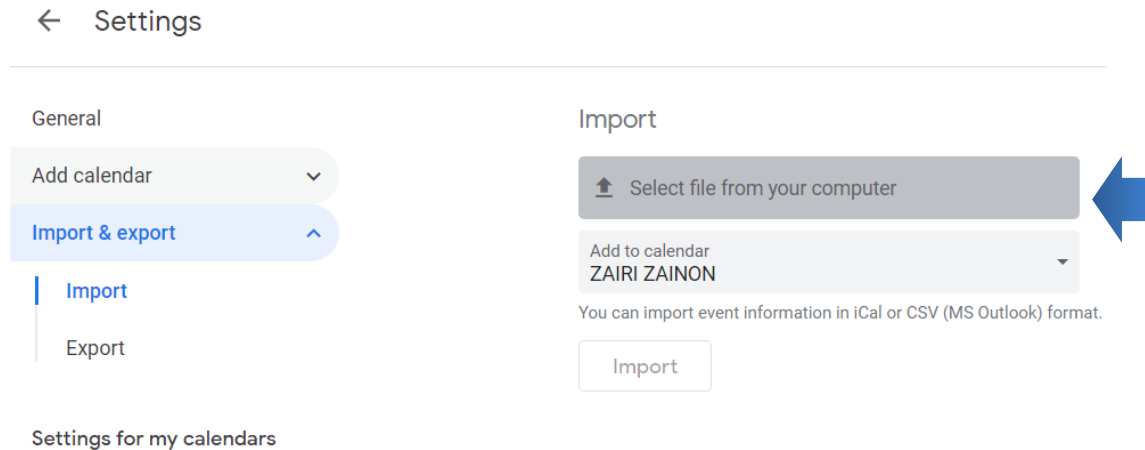 Settings
General
Add calendar
Import & export
Import
Export
Settings for my calendars
Import
Select file from your computer
Add to calendar
ZAIRI ZAINON
You can import event information in iCal or CSV (MS Outlook) format.
Import